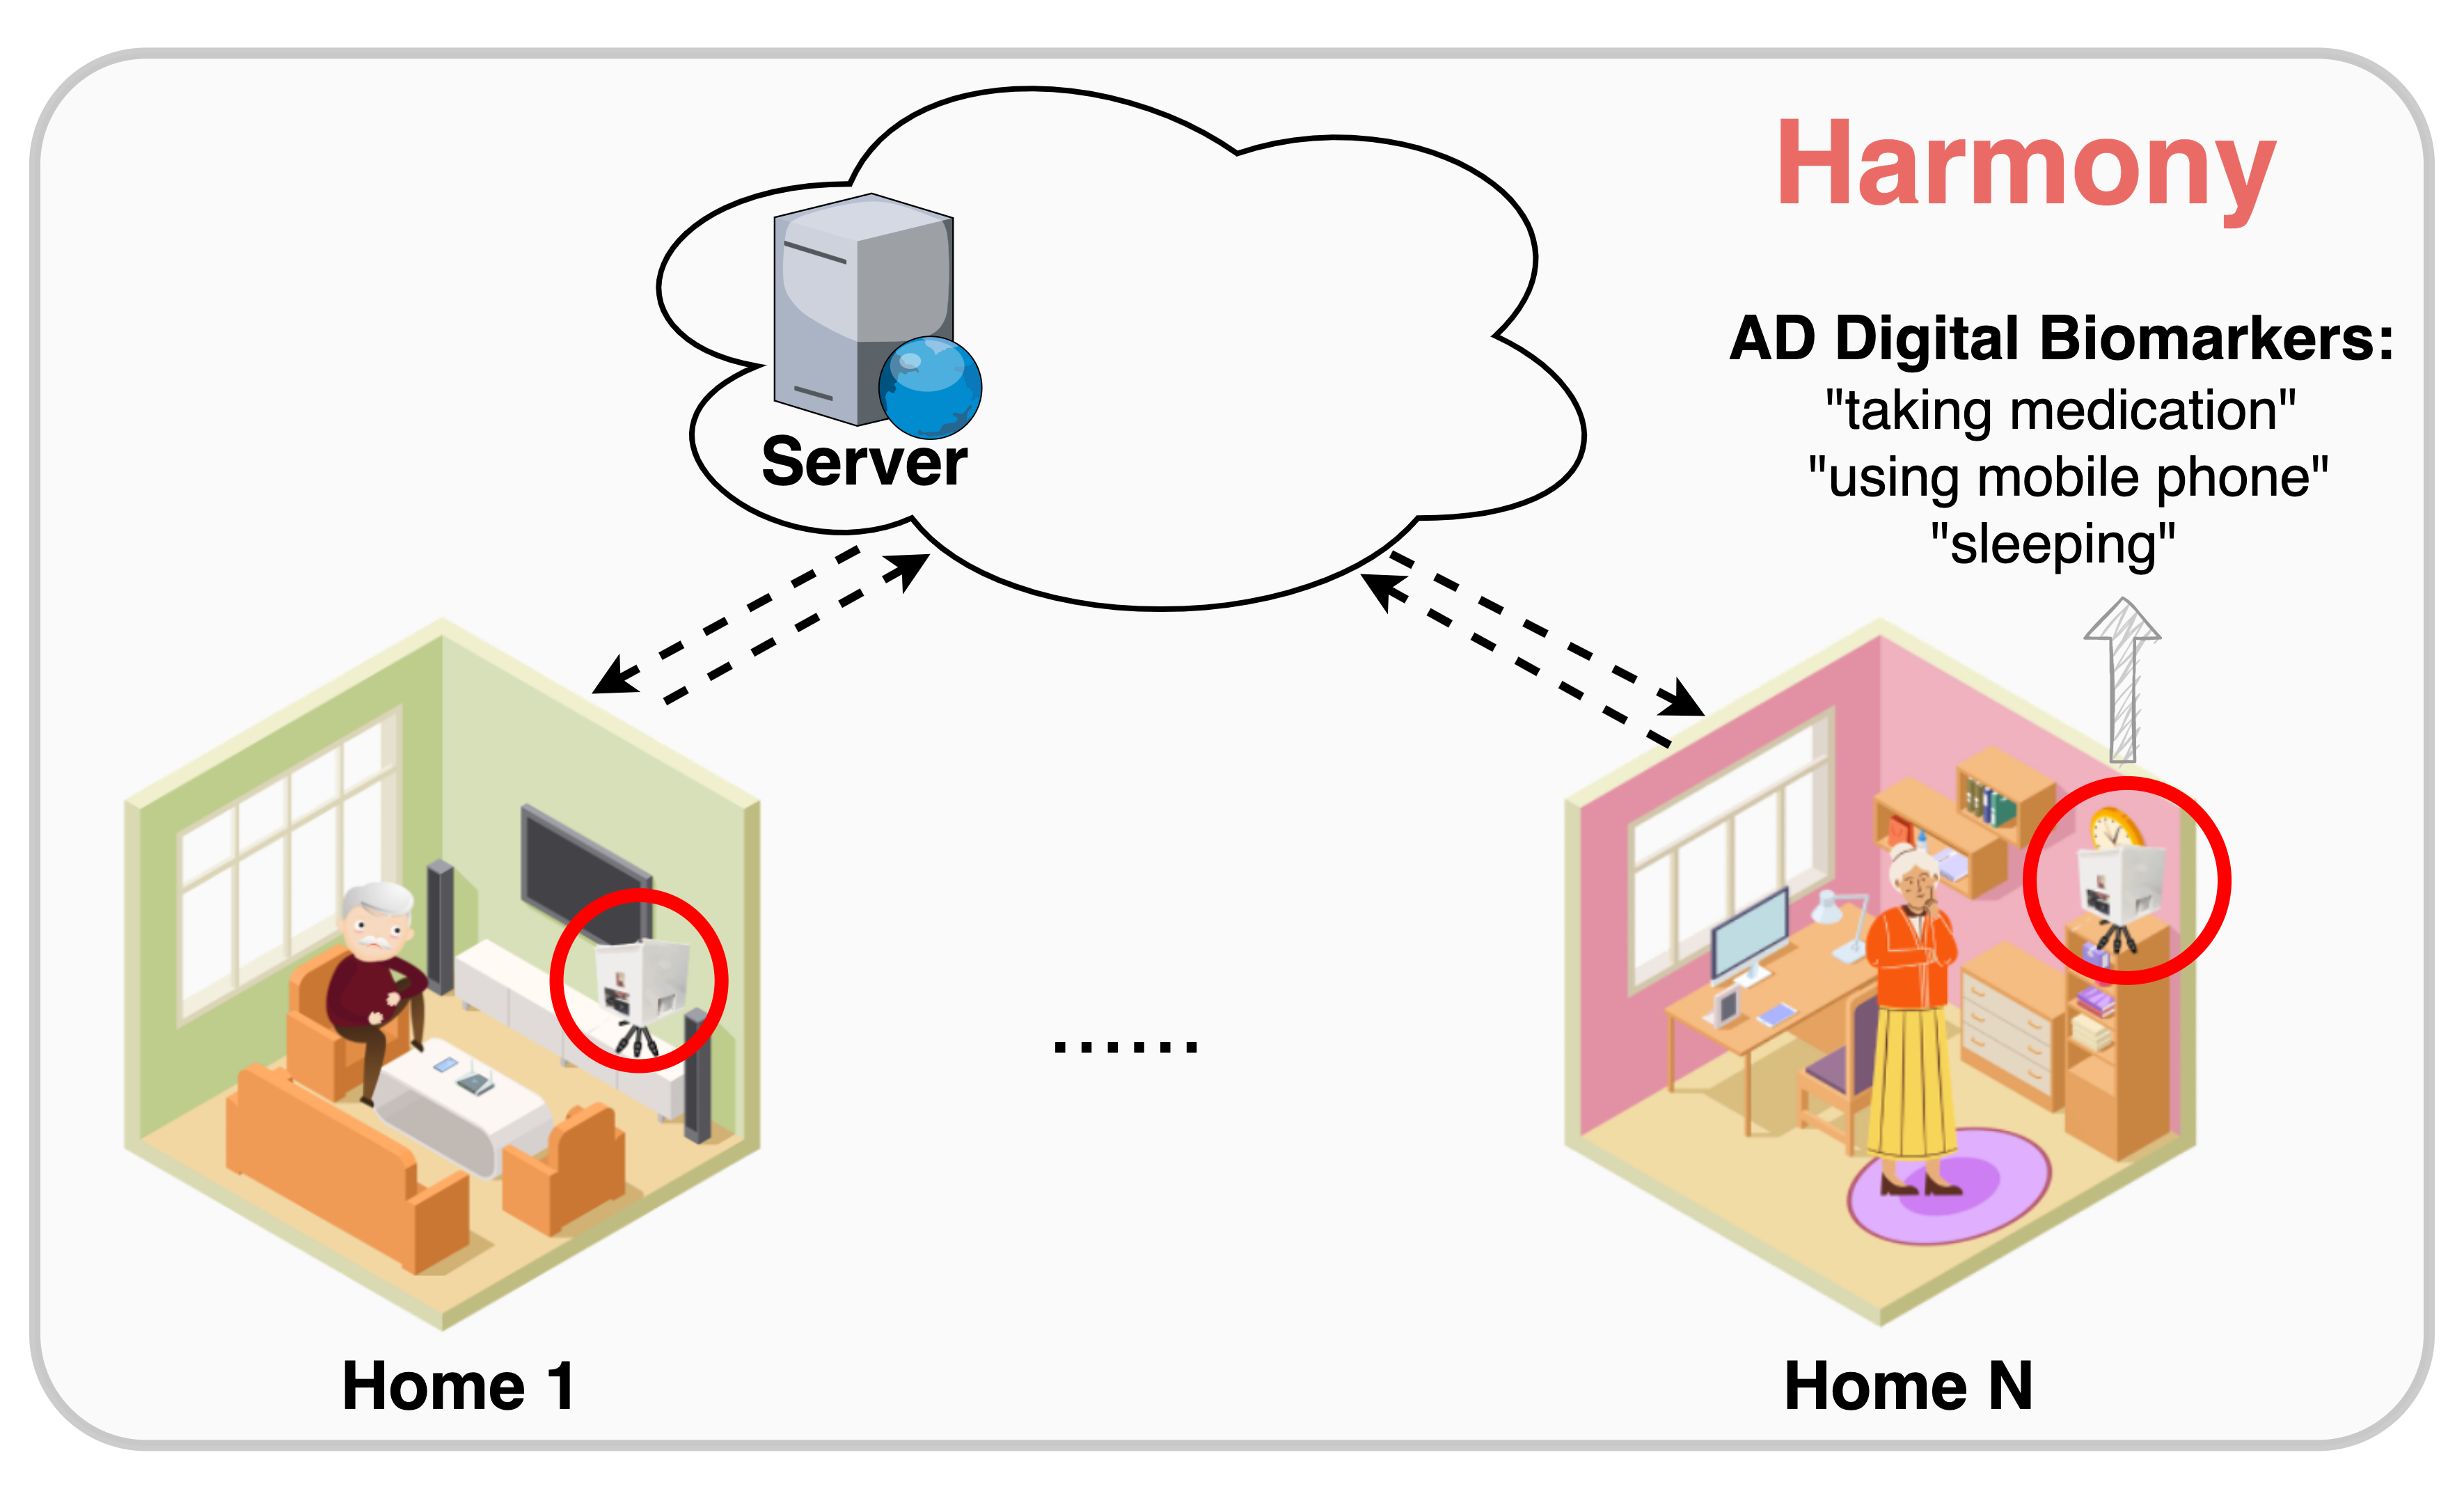 Harmony
Server
AD Digital Biomarkers:
"taking medication"
"using mobile phone"
"sleeping"
......
Home 1
Home N